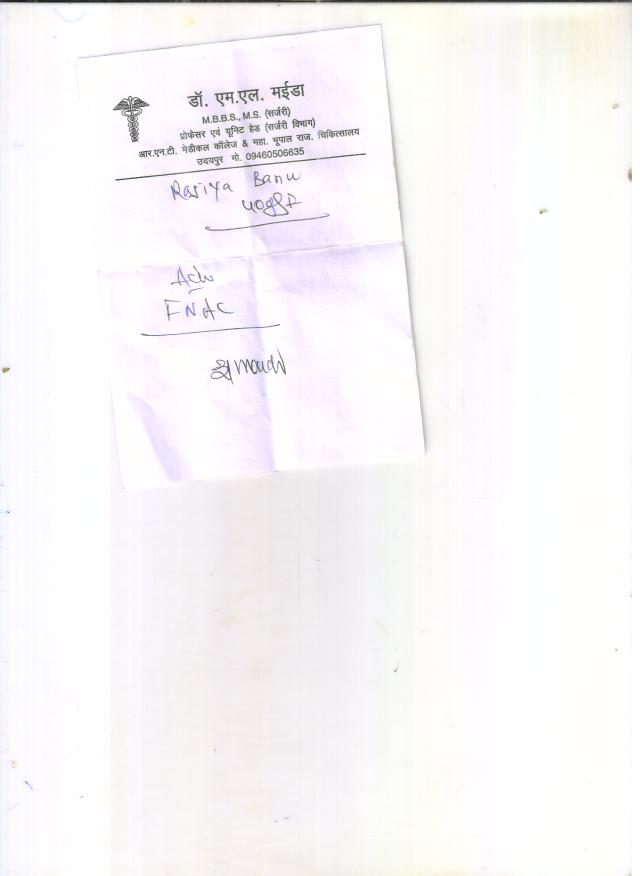 डॉ. एम.एल. मईडा
M.B.B.S., M.S. (सर्जरी)
प्रोफेसर एवं यूनिट हेड (सर्जरी विभाग)
आर.एन.टी. मेडीकल कॉलेज & महा. भूपाल राज. चिकित्सालय
उदयपुर मो. 09460506635
Rariya Banu
Adv
FNAC